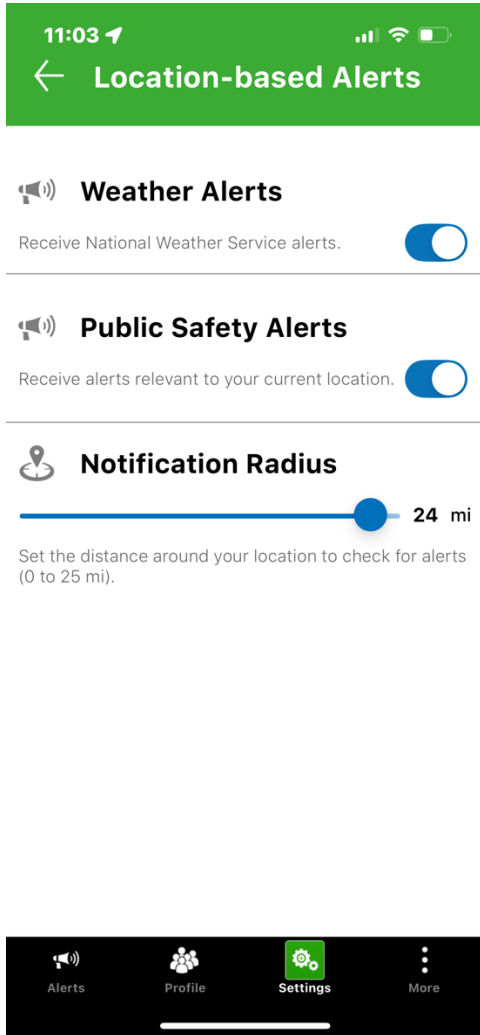 11:03
Location-based Alerts
Weather Alerts
Receive National Weather Service alerts.
Public Safety Alerts
Receive alerts relevant to your current location.
Notification Radius
24 mi
Set the distance around your location to check for alerts
(0 to 25 mi).
Alerts Profile Settings More